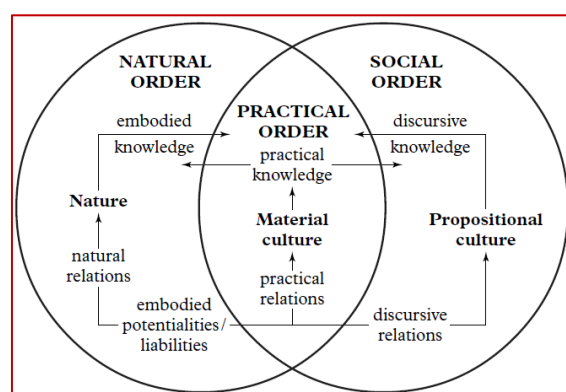 NATURAL
ORDER
SOCIAL
ORDER
PRACTICAL
ORDER
embodied
knowledge
discursive
knowledge
practical
knowledge
Nature
Material
culture
Propositional
culture
natural
relations
practical
relations
embodied
potentialities/
liabilities
discursive
relations